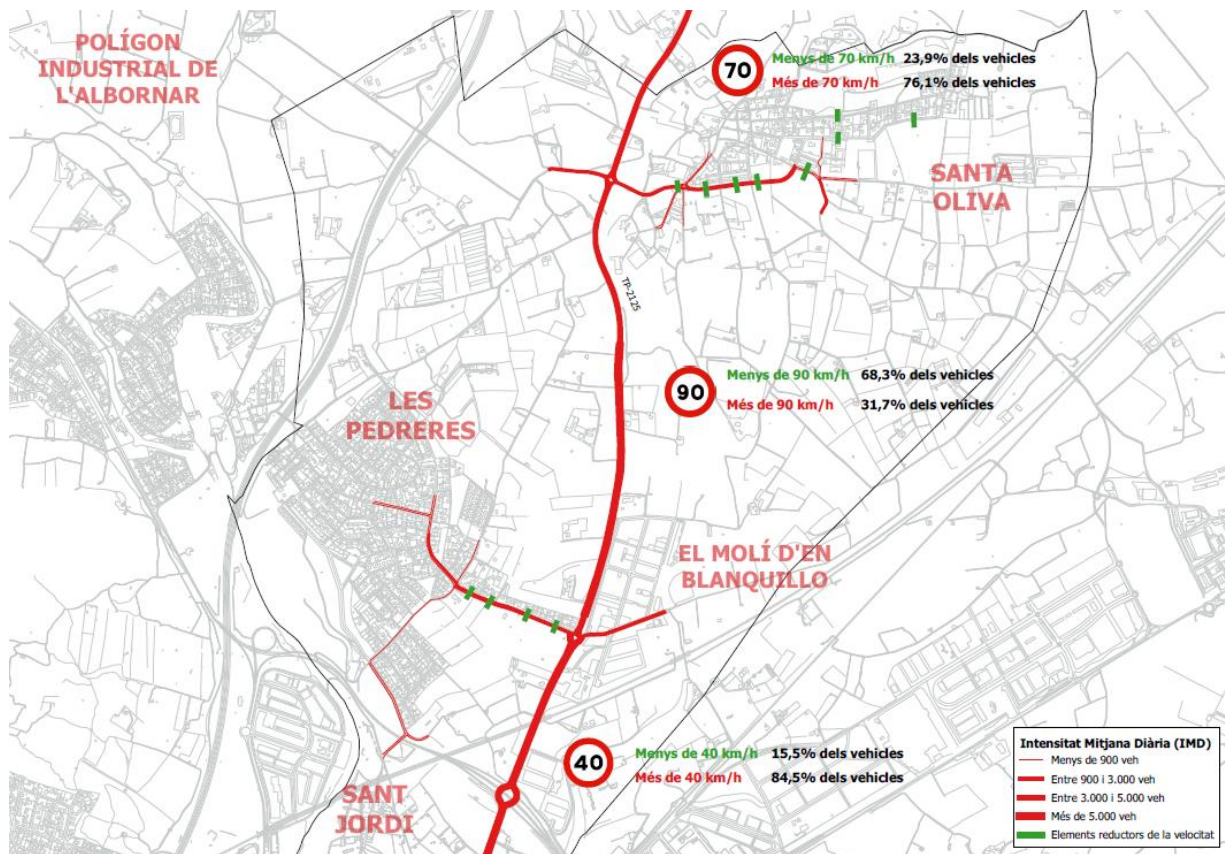 POLÍGON
INDUSTRIAL DE
L'ALBORNAR
70
Menys de 70 km/h 23,9% dels vehicles
Més de 70 km/h 76,1% dels vehicles
SANTA
OLIVA
TP-2125
90
Menys de 90 km/h 68,3% dels vehicles
Més de 90 km/h 31,7% dels vehicles
LES
PEDRERES
EL MOLÍ D'EN
BLANQUILLO
40
Menys de 40 km/h 15,5% dels vehicles
Més de 40 km/h 84,5% dels vehicles
SANT
JORDI
Intensitat Mitjana Diària (IMD)
Menys de 900 veh
Entre 900 i 3.000 veh
Entre 3.000 i 5.000 veh
Més de 5.000 veh
Elements reductors de la velocitat